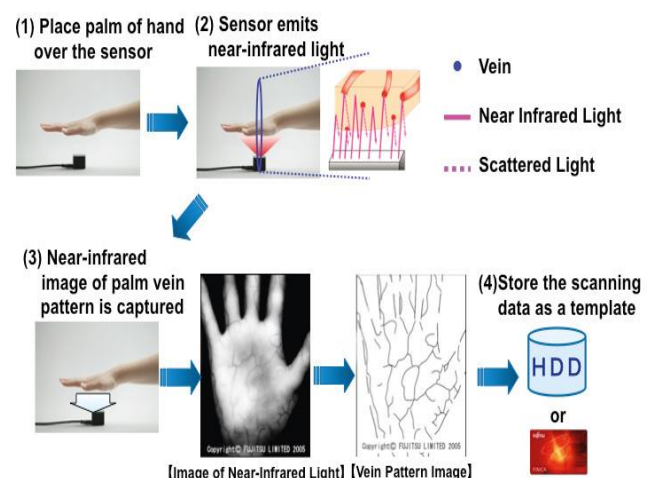 (1) Place palm of hand
over the sensor
(2) Sensor emits
near-infrared light
Vein
Near Infrared Light
Scattered Light
(3) Near-infrared
image of palm vein
pattern is captured
(4)Store the scanning
data as a template
HDD
or
FUJITSU
Copyright© FUJITSU LIMITED 2005
Copyright© FUJITSU LIMITED 2005
【Image of Near-Infrared Light】【Vein Pattern Image】